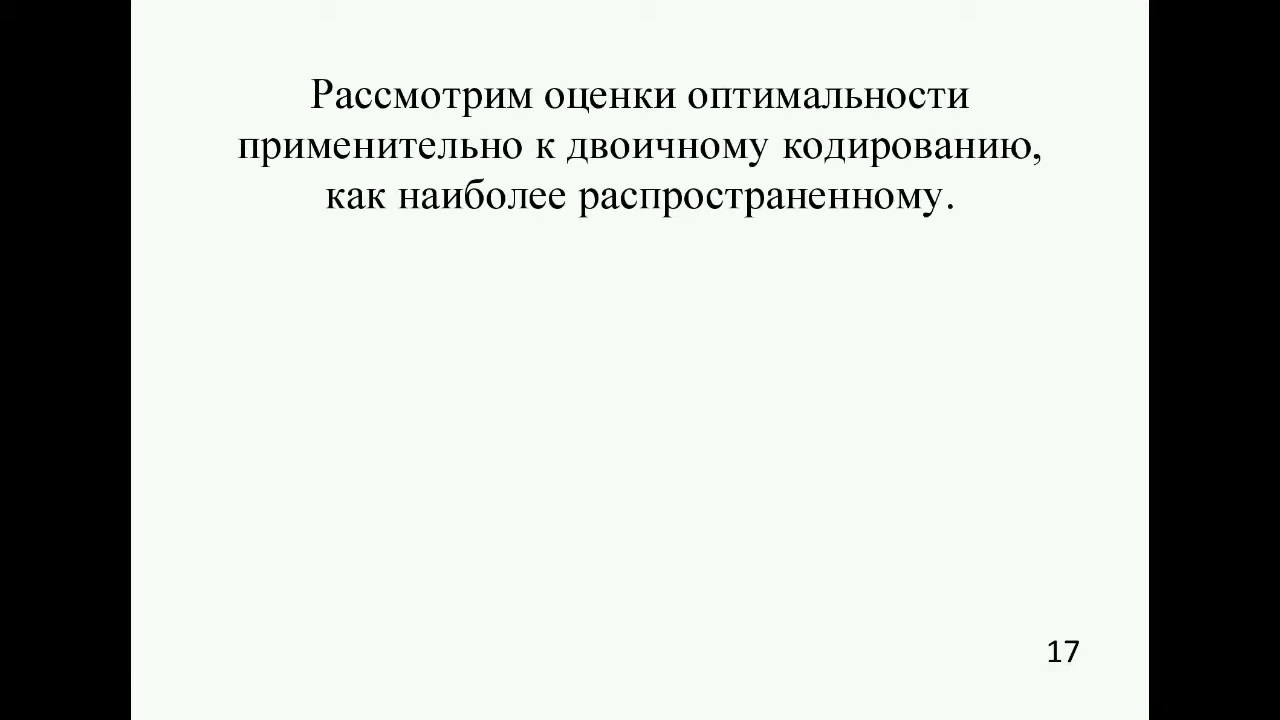 Рассмотрим оценки оптимальности
применительно к двоичному кодированию,
как наиболее распространенному.
17